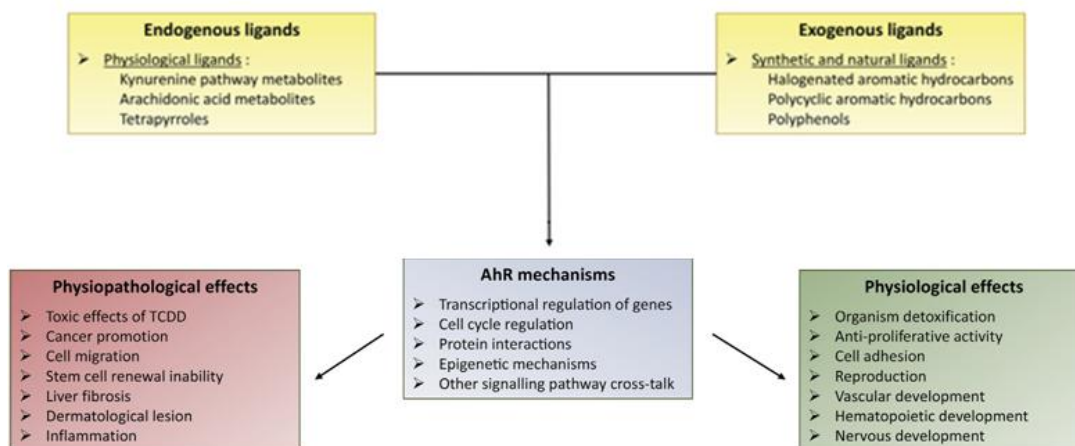 Endogenous ligands
➢ Physiological ligands :
Kynurenine pathway metabolites
Arachidonic acid metabolites
Tetrapyrroles
Exogenous ligands
➢ Synthetic and natural ligands :
Halogenated aromatic hydrocarbons
Polycyclic aromatic hydrocarbons
Polyphenols
Physiopathological effects
➢ Toxic effects of TCDD
➢ Cancer promotion
➢ Cell migration
➢ Stem cell renewal inability
➢ Liver fibrosis
➢ Dermatological lesion
➢ Inflammation
AhR mechanisms
➢ Transcriptional regulation of genes
➢ Cell cycle regulation
➢ Protein interactions
➢ Epigenetic mechanisms
➢ Other signalling pathway cross-talk
Physiological effects
➢ Organism detoxification
➢ Anti-proliferative activity
➢ Cell adhesion
➢ Reproduction
➢ Vascular development
➢ Hematopoietic development
➢ Nervous development